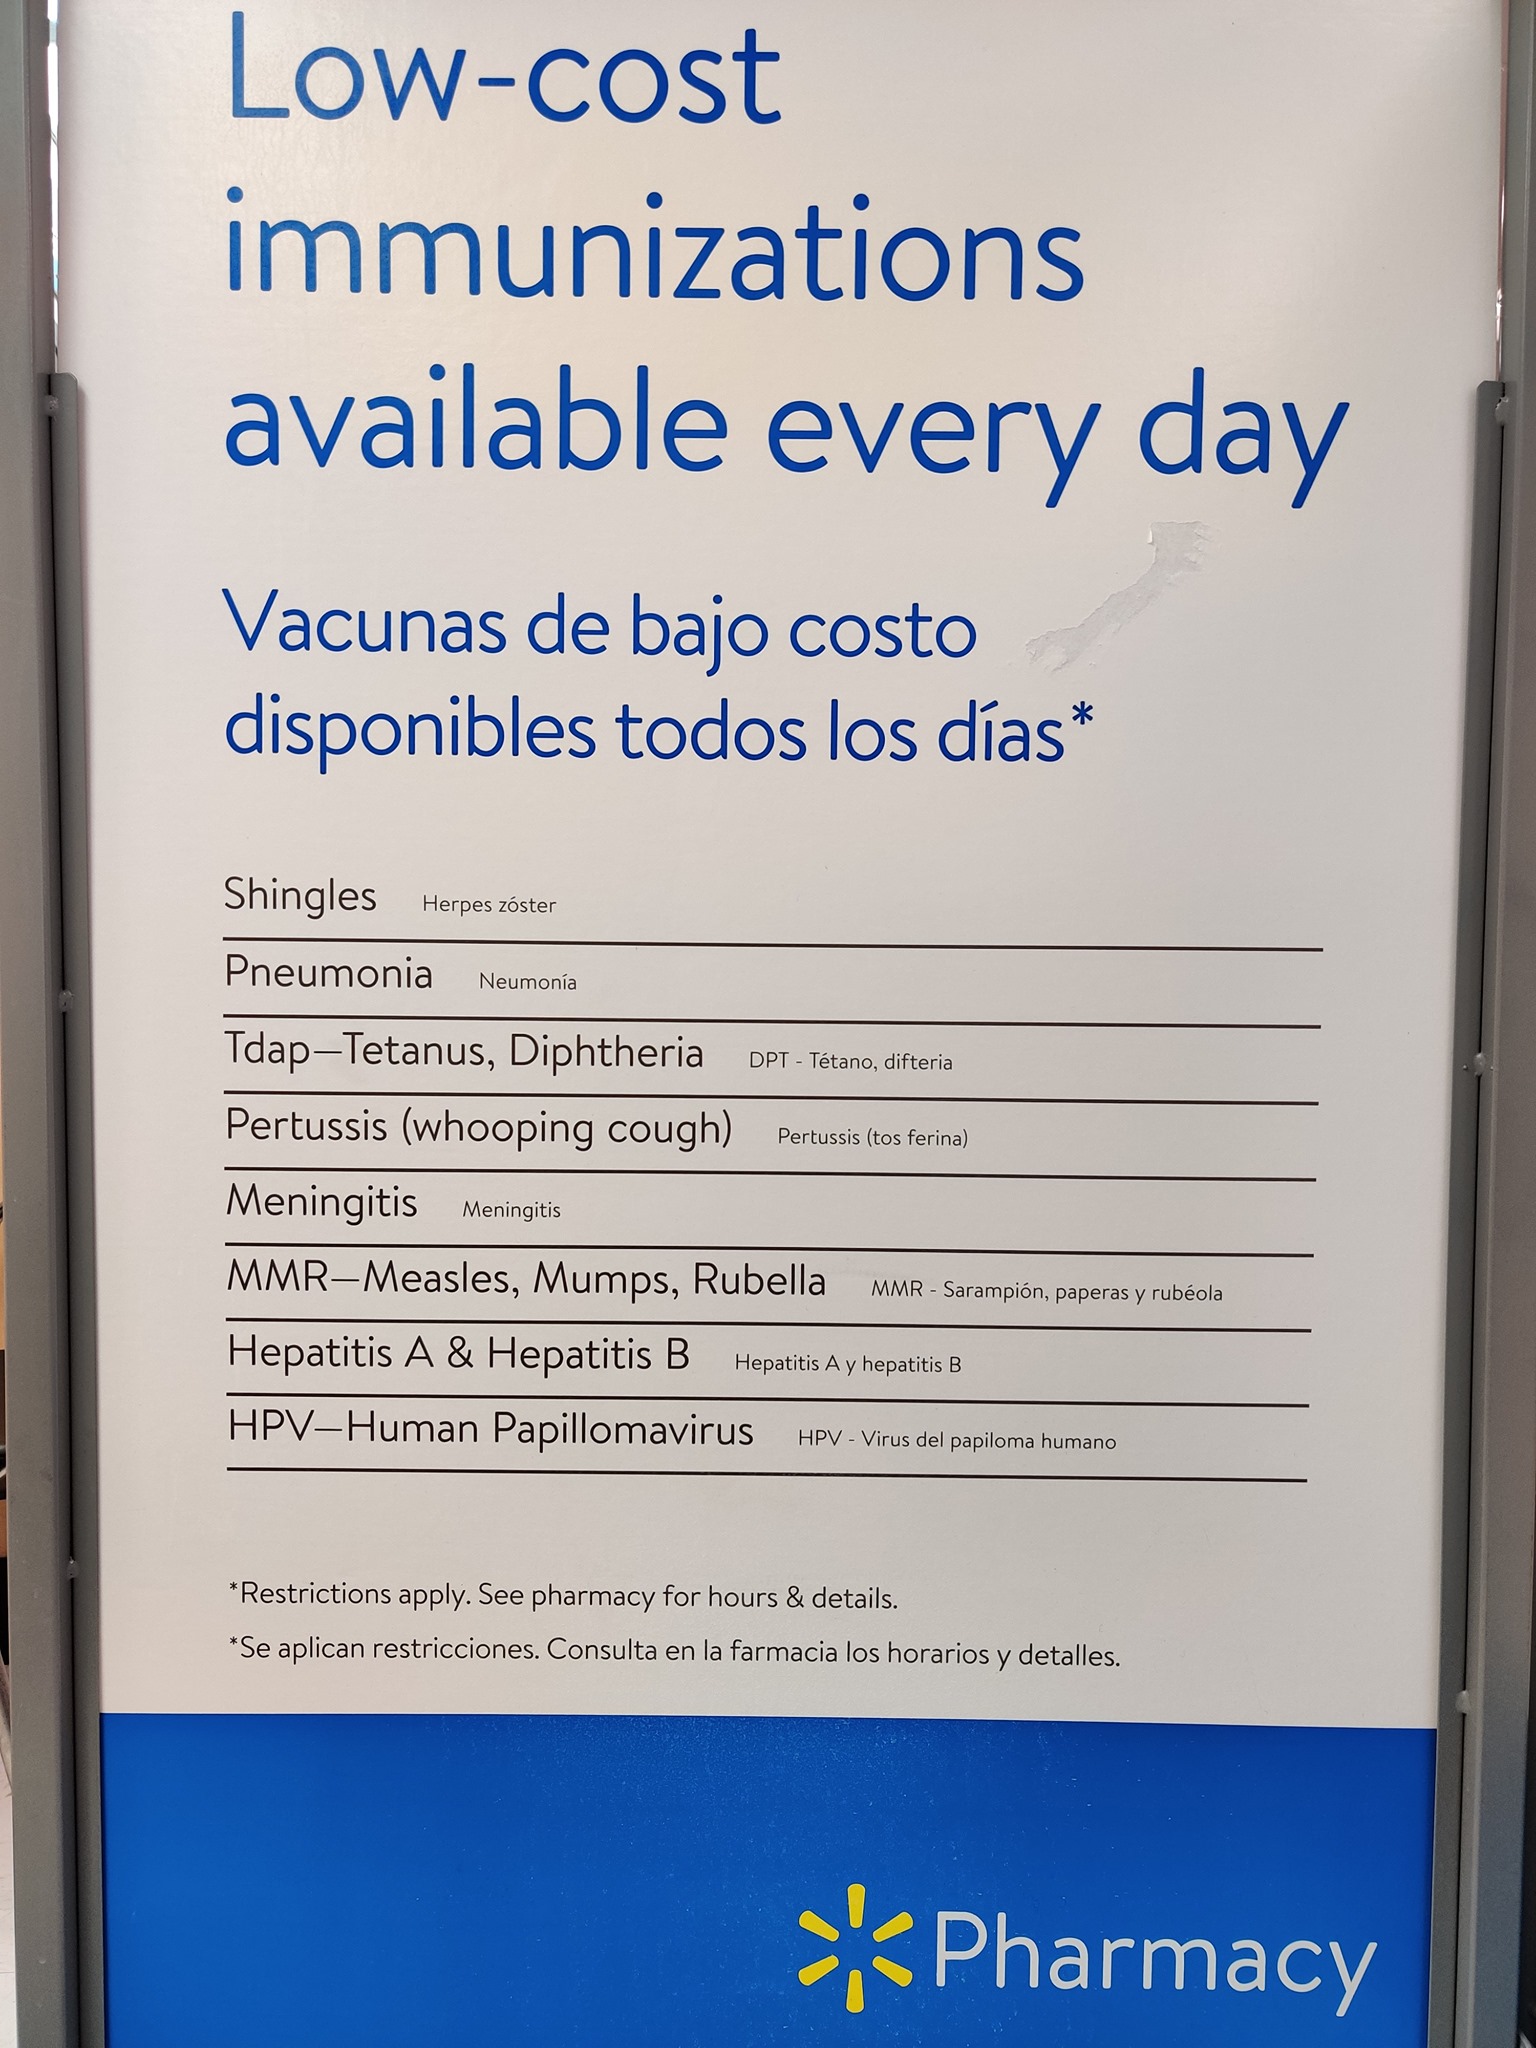 Low-cost
immunizations
available every day
Vacunas de bajo costo
disponibles todos los días*
Shingles Herpes zóster
Pneumonia Neumonía
Tdap—Tetanus, Diphtheria DPT - Tétano, difteria
Pertussis (whooping cough) Pertussis (tos ferina)
Meningitis Meningitis
MMR—Measles, Mumps, Rubella MMR - Sarampión, paperas y rubéola
Hepatitis A & Hepatitis B Hepatitis A y hepatitis B
HPV—Human Papillomavirus HPV - Virus del papiloma humano
*Restrictions apply. See pharmacy for hours & details.
*Se aplican restricciones. Consulta en la farmacia los horarios y detalles.
Pharmacy